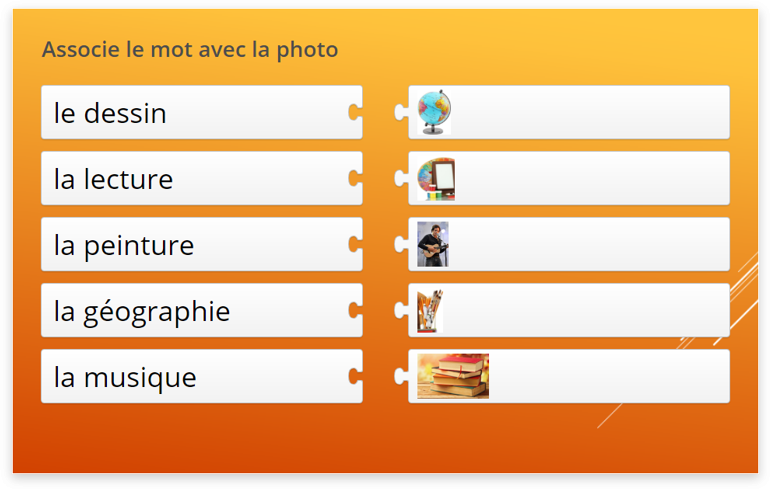 Associe le mot avec la photo
le dessin
la lecture
la peinture
la géographie
la musique